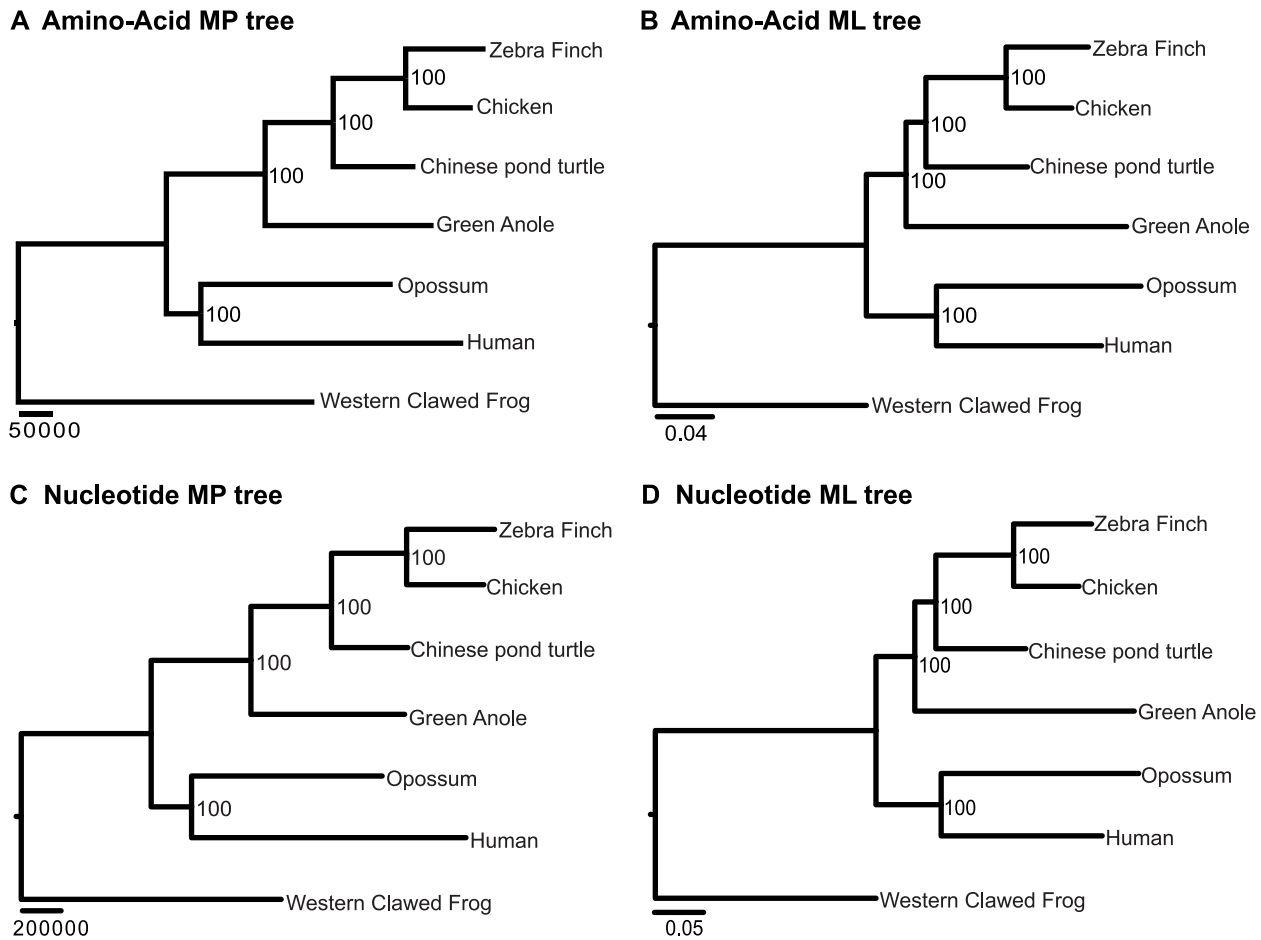 A Amino-Acid MP tree
Zebra Finch
100
Chicken
100
Chinese pond turtle
100
Green Anole
Opossum
100
Human
Western Clawed Frog
50000
B Amino-Acid ML tree
Zebra Finch
100
Chicken
100
Chinese pond turtle
100
Green Anole
Opossum
100
Human
Western Clawed Frog
0.04
C Nucleotide MP tree
Zebra Finch
100
Chicken
100
Chinese pond turtle
100
Green Anole
Opossum
100
Human
Western Clawed Frog
200000
D Nucleotide ML tree
Zebra Finch
100
Chicken
100
Chinese pond turtle
100
Green Anole
Opossum
100
Human
Western Clawed Frog
0.05